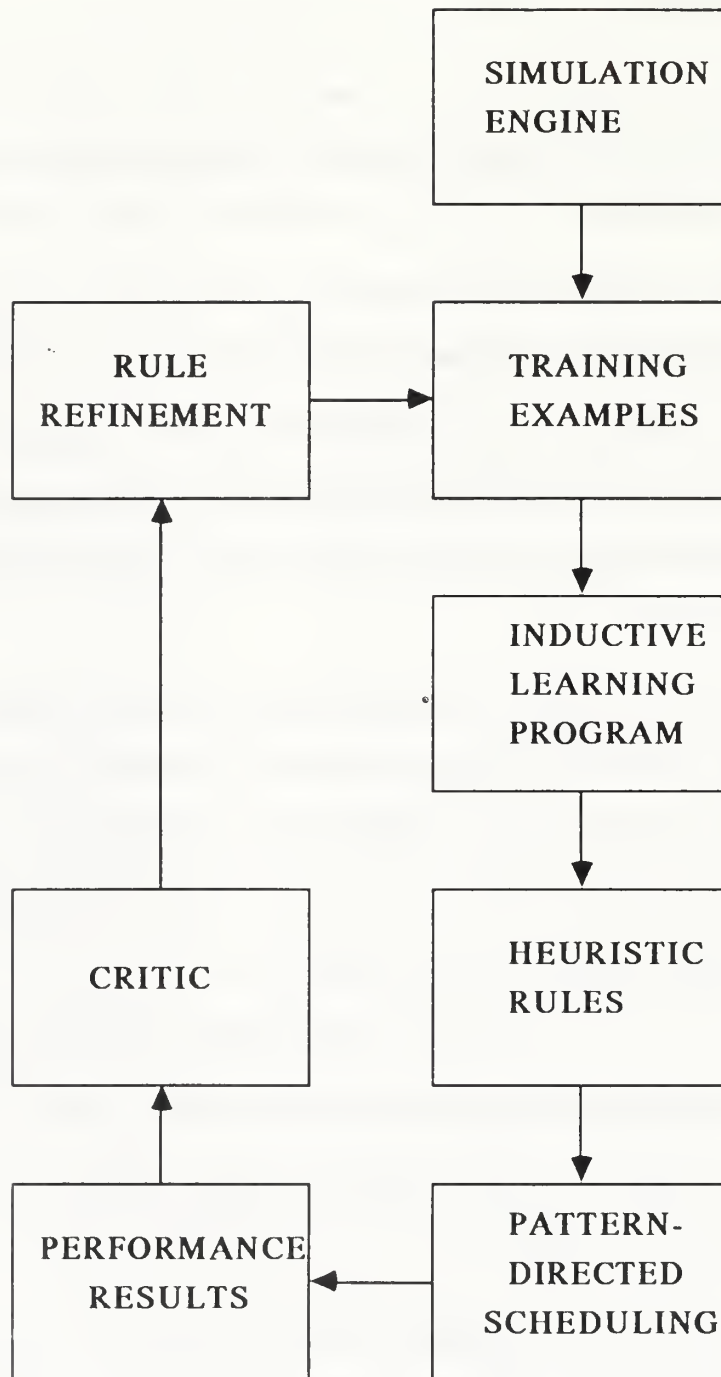 SIMULATION
ENGINE
RULE
REFINEMENT
TRAINING
EXAMPLES
INDUCTIVE
LEARNING
PROGRAM
CRITIC
HEURISTIC
RULES
PERFORMANCE
RESULTS
PATTERN-
DIRECTED
SCHEDULING